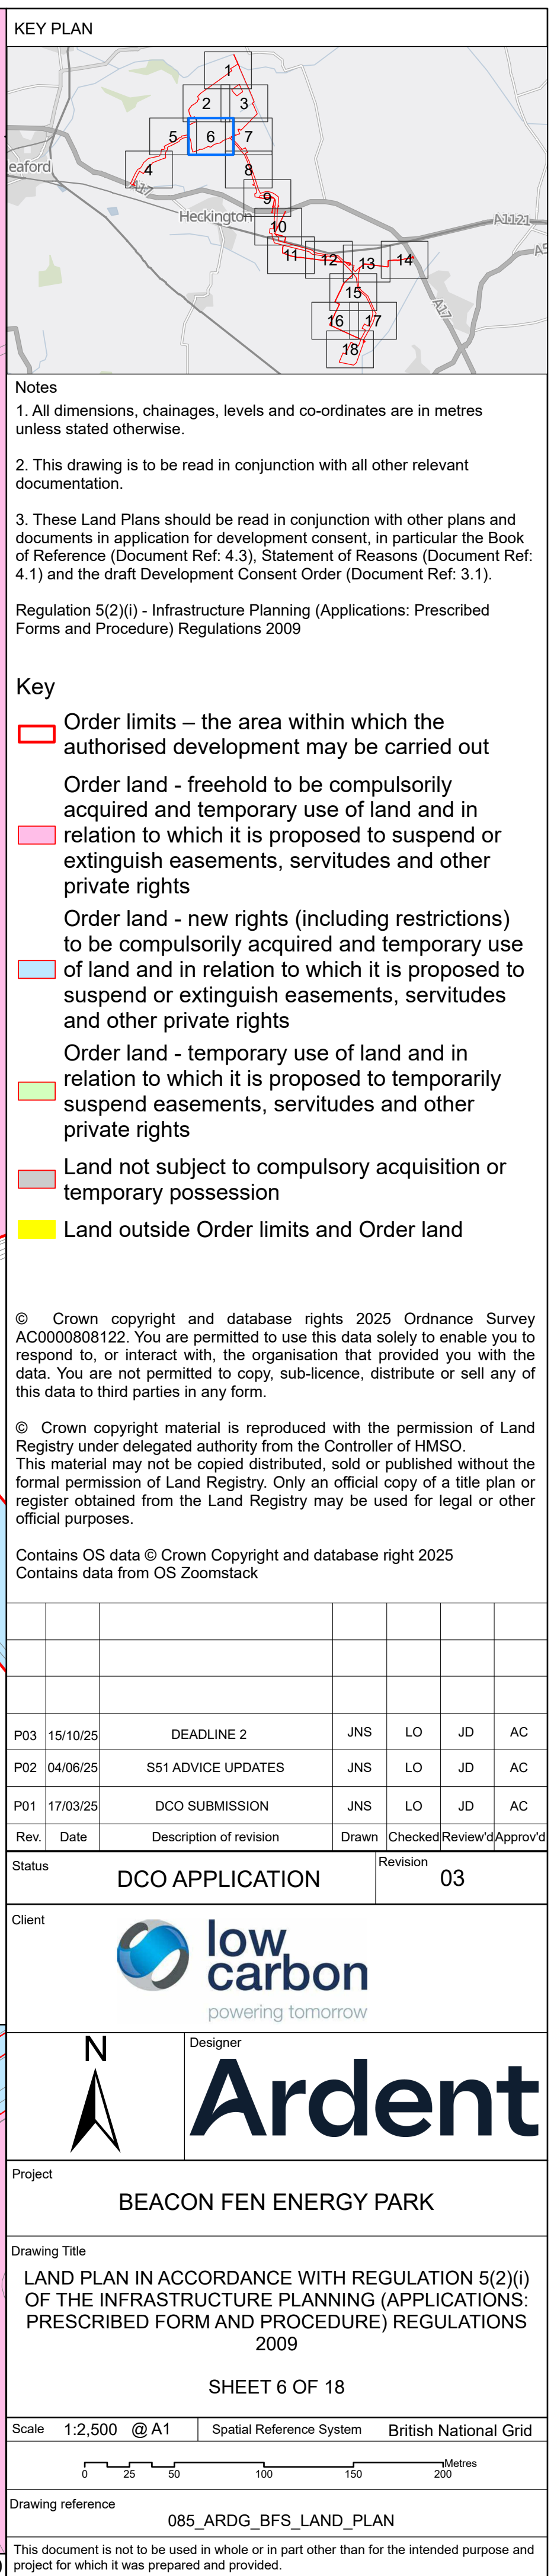 KEY PLAN
1
2
3
5
6
7
4
8
9
10
11
12
13
14
15
16
17
18
eaford
A17
Heckington
A1121
A5
A17
Notes
1. All dimensions, chainages, levels and co-ordinates are in metres
unless stated otherwise.
2. This drawing is to be read in conjunction with all other relevant
documentation.
3. These Land Plans should be read in conjunction with other plans and
documents in application for development consent, in particular the Book
of Reference (Document Ref: 4.3), Statement of Reasons (Document Ref:
4.1) and the draft Development Consent Order (Document Ref: 3.1).
Regulation 5(2)(i) - Infrastructure Planning (Applications: Prescribed
Forms and Procedure) Regulations 2009
Key
Order limits – the area within which the
authorised development may be carried out
Order land - freehold to be compulsorily
acquired and temporary use of land and in
relation to which it is proposed to suspend or
extinguish easements, servitudes and other
private rights
Order land - new rights (including restrictions)
to be compulsorily acquired and temporary use
of land and in relation to which it is proposed to
suspend or extinguish easements, servitudes
and other private rights
Order land - temporary use of land and in
relation to which it is proposed to temporarily
suspend easements, servitudes and other
private rights
Land not subject to compulsory acquisition or
temporary possession
Land outside Order limits and Order land
© Crown copyright and database rights 2025 Ordnance Survey
AC0000808122. You are permitted to use this data solely to enable you to
respond to, or interact with, the organisation that provided you with the
data. You are not permitted to copy, sub-licence, distribute or sell any of
this data to third parties in any form.
© Crown copyright material is reproduced with the permission of Land
Registry under delegated authority from the Controller of HMSO.
This material may not be copied distributed, sold or published without the
formal permission of Land Registry. Only an official copy of a title plan or
register obtained from the Land Registry may be used for legal or other
official purposes.
Contains OS data © Crown Copyright and database right 2025
Contains data from OS Zoomstack
P03 15/10/25 DEADLINE 2 JNS LO JD AC
P02 04/06/25 S51 ADVICE UPDATES JNS LO JD AC
P01 17/03/25 DCO SUBMISSION JNS LO JD AC
Rev. Date Description of revision Drawn Checked Review'd Approv'd
Status
DCO APPLICATION
Revision
03
Client
low
carbon
powering tomorrow
N
Designer
Ardent
Project
BEACON FEN ENERGY PARK
Drawing Title
LAND PLAN IN ACCORDANCE WITH REGULATION 5(2)(i)
OF THE INFRASTRUCTURE PLANNING (APPLICATIONS:
PRESCRIBED FORM AND PROCEDURE) REGULATIONS
2009
SHEET 6 OF 18
Scale 1:2,500 @ A1 Spatial Reference System British National Grid
Metres
0 25 50 100 150 200
Drawing reference
085_ARDG_BFS_LAND_PLAN
This document is not to be used in whole or in part other than for the intended purpose and
project for which it was prepared and provided.